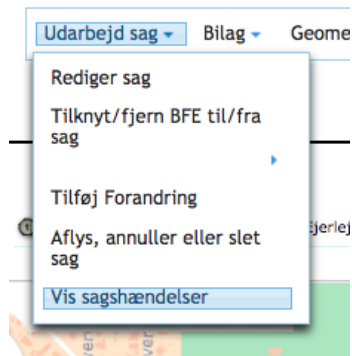 Udarbejd sag Bilag Geome
Rediger sag
Tilknyt/fjern BFE til/fra
sag
Tilføj Forandring
Aflys, annuller eller slet
sag
Vis sagshændelser